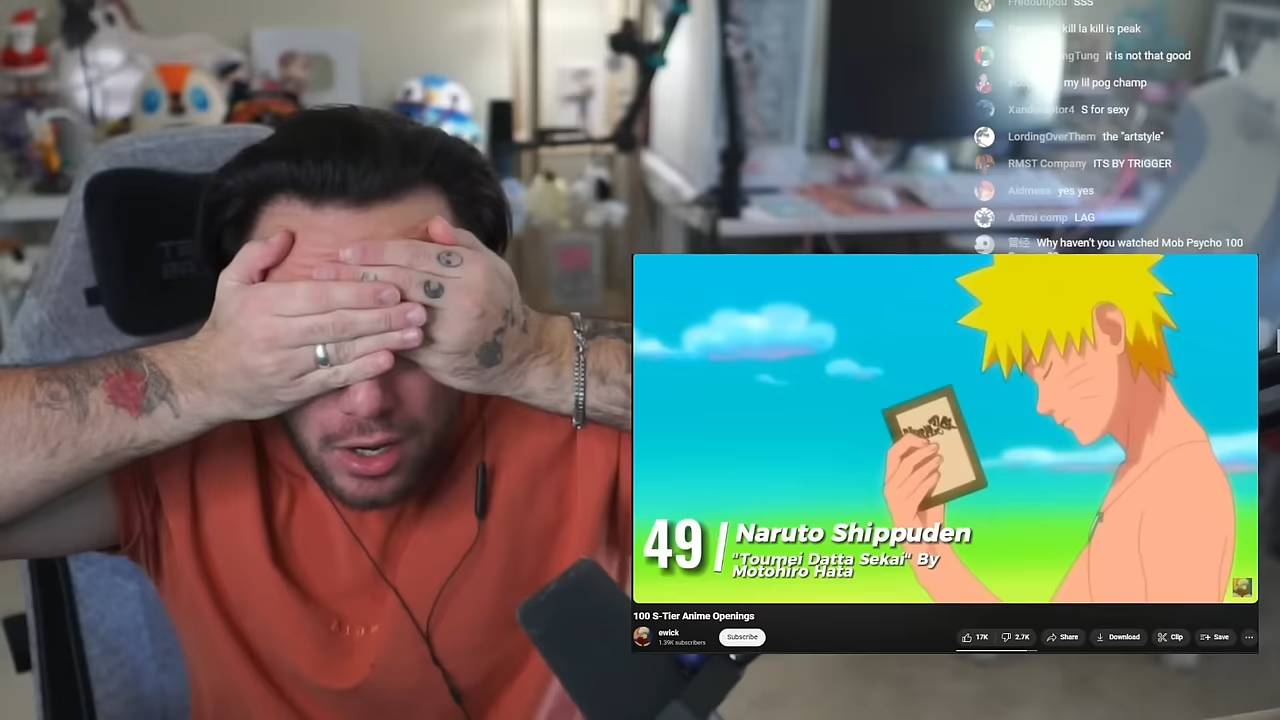 SSS
kill la kill is peak
ngTung it is not that good
my lil pog champ
S for sexy
LordingOverThem the "artstyle"
RMST Company ITS BY TRIGGER
Aidmesa yes yes
Astroi comp LAG
Why haven't you watched Mob Psycho 100
49 / Naruto Shippuden
"Toumei Datta Sekai" By
Motohiro Hata
100 S-Tier Anime Openings
ewick
1.39K subscribers
Subscribe
17K
2.7K
Share
Download
Clip
Save